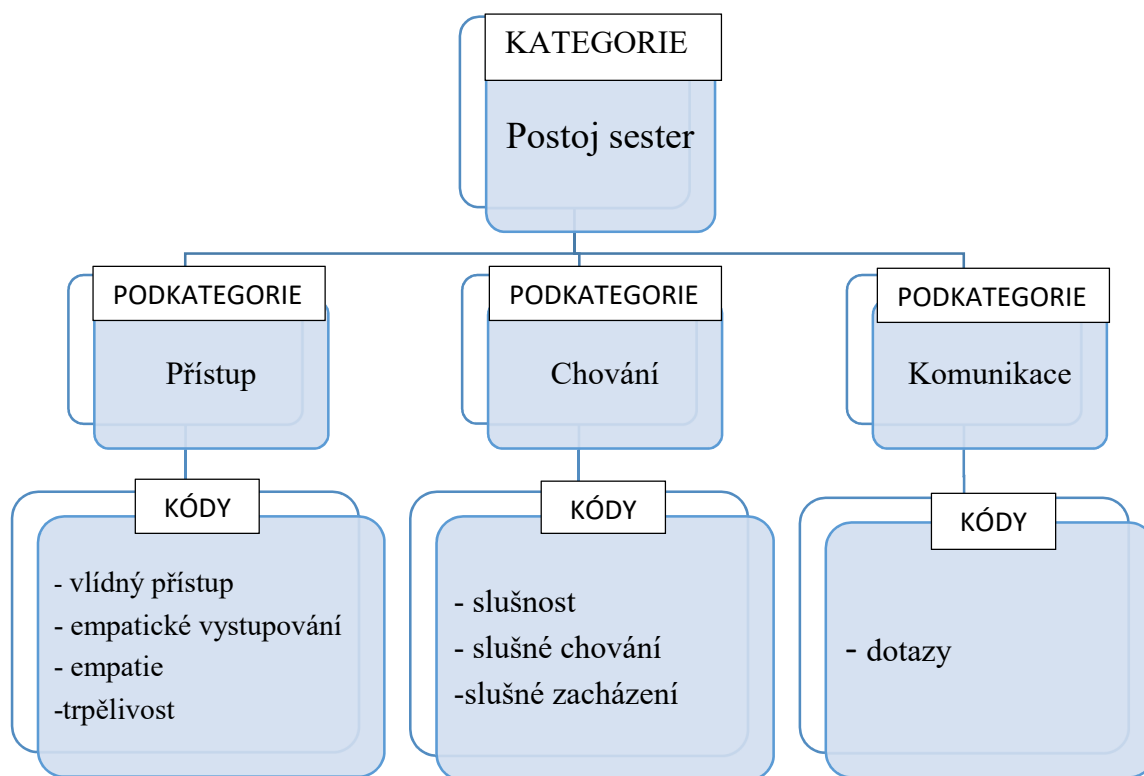 KATEGORIE
Postoj sester
PODKATEGORIE
Přístup
PODKATEGORIE
Chování
PODKATEGORIE
Komunikace
KÓDY
- vlídný přístup
- empatické vystupování
- empatie
-trpělivost
KÓDY
- slušnost
- slušné chování
-slušné zacházení
KÓDY
- dotazy